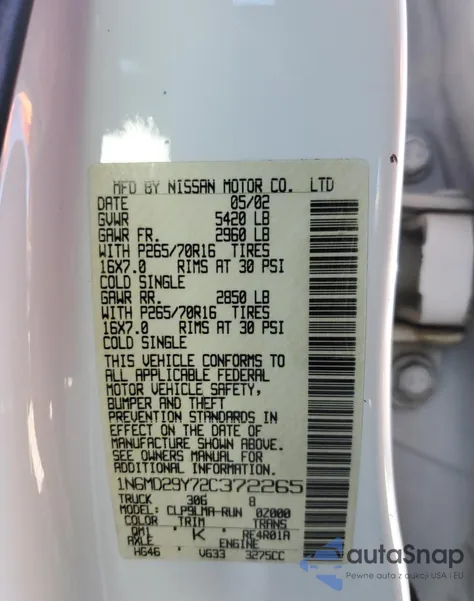 MFD BY NISSAN MOTOR CO. LTD
DATE 05/02
GVWR 5420 LB
GAWR FR. 2960 LB
WITH P265/70R16 TIRES
16X7.0 RIMS AT 30 PSI
COLD SINGLE
GAWR RR. 2850 LB
WITH P265/70R16 TIRES
16X7.0 RIMS AT 30 PSI
COLD SINGLE
THIS VEHICLE CONFORMS TO
ALL APPLICABLE FEDERAL
MOTOR VEHICLE SAFETY,
BUMPER AND THEFT
PREVENTION STANDARDS IN
EFFECT ON THE DATE OF
MANUFACTURE SHOWN ABOVE.
SEE OWNERS MANUAL FOR
ADDITIONAL INFORMATION
1N6MD29Y72C372265
TRUCK 306 8
MODEL: CLP9LMA-RUN 02000
COLOR TRIM TRANS
QM1 K RE4R01A
AXLE ENGINE
HG46 VG33 3275CC
autoSnap
Pewne auta z aukcji USA i EU